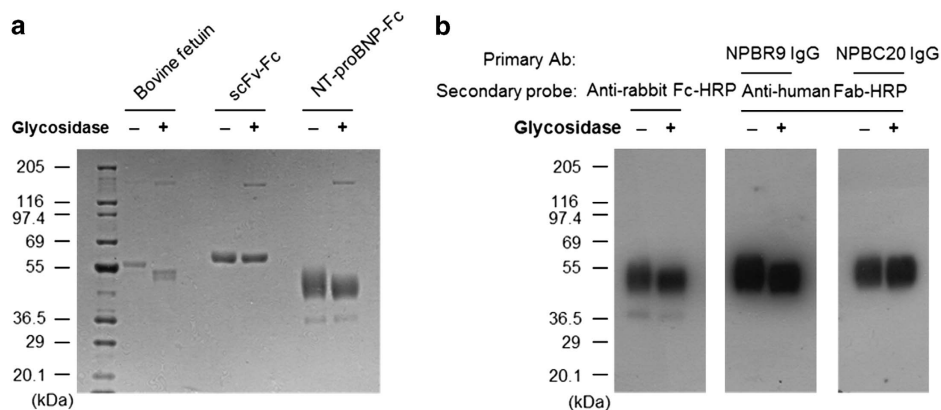 a
Bovine fetuin
scFv-Fc
NT-proBNP-Fc
Glycosidase − + − + − +
205
116
97.4
69
55
36.5
29
20.1
(kDa)
b
Primary Ab: NPBR9 IgG NPBC20 IgG
Secondary probe: Anti-rabbit Fc-HRP Anti-human Fab-HRP
Glycosidase − + − + − +
205
116
97.4
69
55
36.5
29
20.1
(kDa)